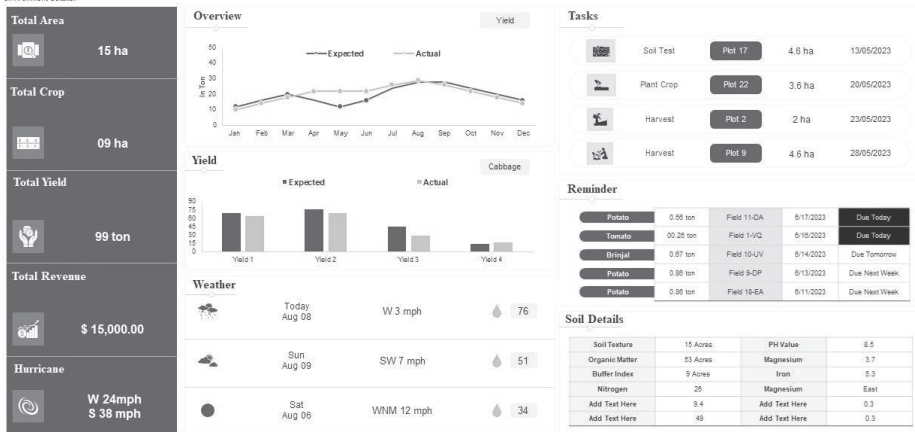 Total Area
15 ha
Total Crop
09 ha
Total Yield
99 ton
Total Revenue
$ 15,000.00
Hurricane
W 24mph
S 38 mph
Overview
Yield
In Ton
50
40
30
20
10
0
Expected Actual
Jan Feb Mar Apr May Jun Jul Aug Sep Oct Nov Dec
Yield
Cabbage
Expected Actual
90
75
60
45
30
15
0
Yield 1 Yield 2 Yield 3 Yield 4
Weather
Today
Aug 08
W 3 mph
76
Sun
Aug 09
SW 7 mph
51
Sat
Aug 06
WNM 12 mph
34
Tasks
Soil Test Plot 17 4.6 ha 13/05/2023
Plant Crop Plot 22 3.6 ha 20/05/2023
Harvest Plot 2 2 ha 23/05/2023
Harvest Plot 9 4.6 ha 28/05/2023
Reminder
Potato 0.56 ton Field 11-DA 6/17/2023 Due Today
Tomato 00.26 ton Field 1-VQ 6/16/2023 Due Today
Brinjal 0.67 ton Field 10-UV 6/14/2023 Due Tomorrow
Potato 0.86 ton Field 9-DP 6/13/2023 Due Next Week
Potato 0.86 ton Field 18-EA 6/11/2023 Due Next Week
Soil Details
Soil Texture 15 Acres PH Value 8.5
Organic Matter 53 Acres Magnesium 3.7
Buffer Index 9 Acres Iron 5.3
Nitrogen 26 Magnesium East
Add Text Here 9.4 Add Text Here 0.3
Add Text Here 49 Add Text Here 0.3